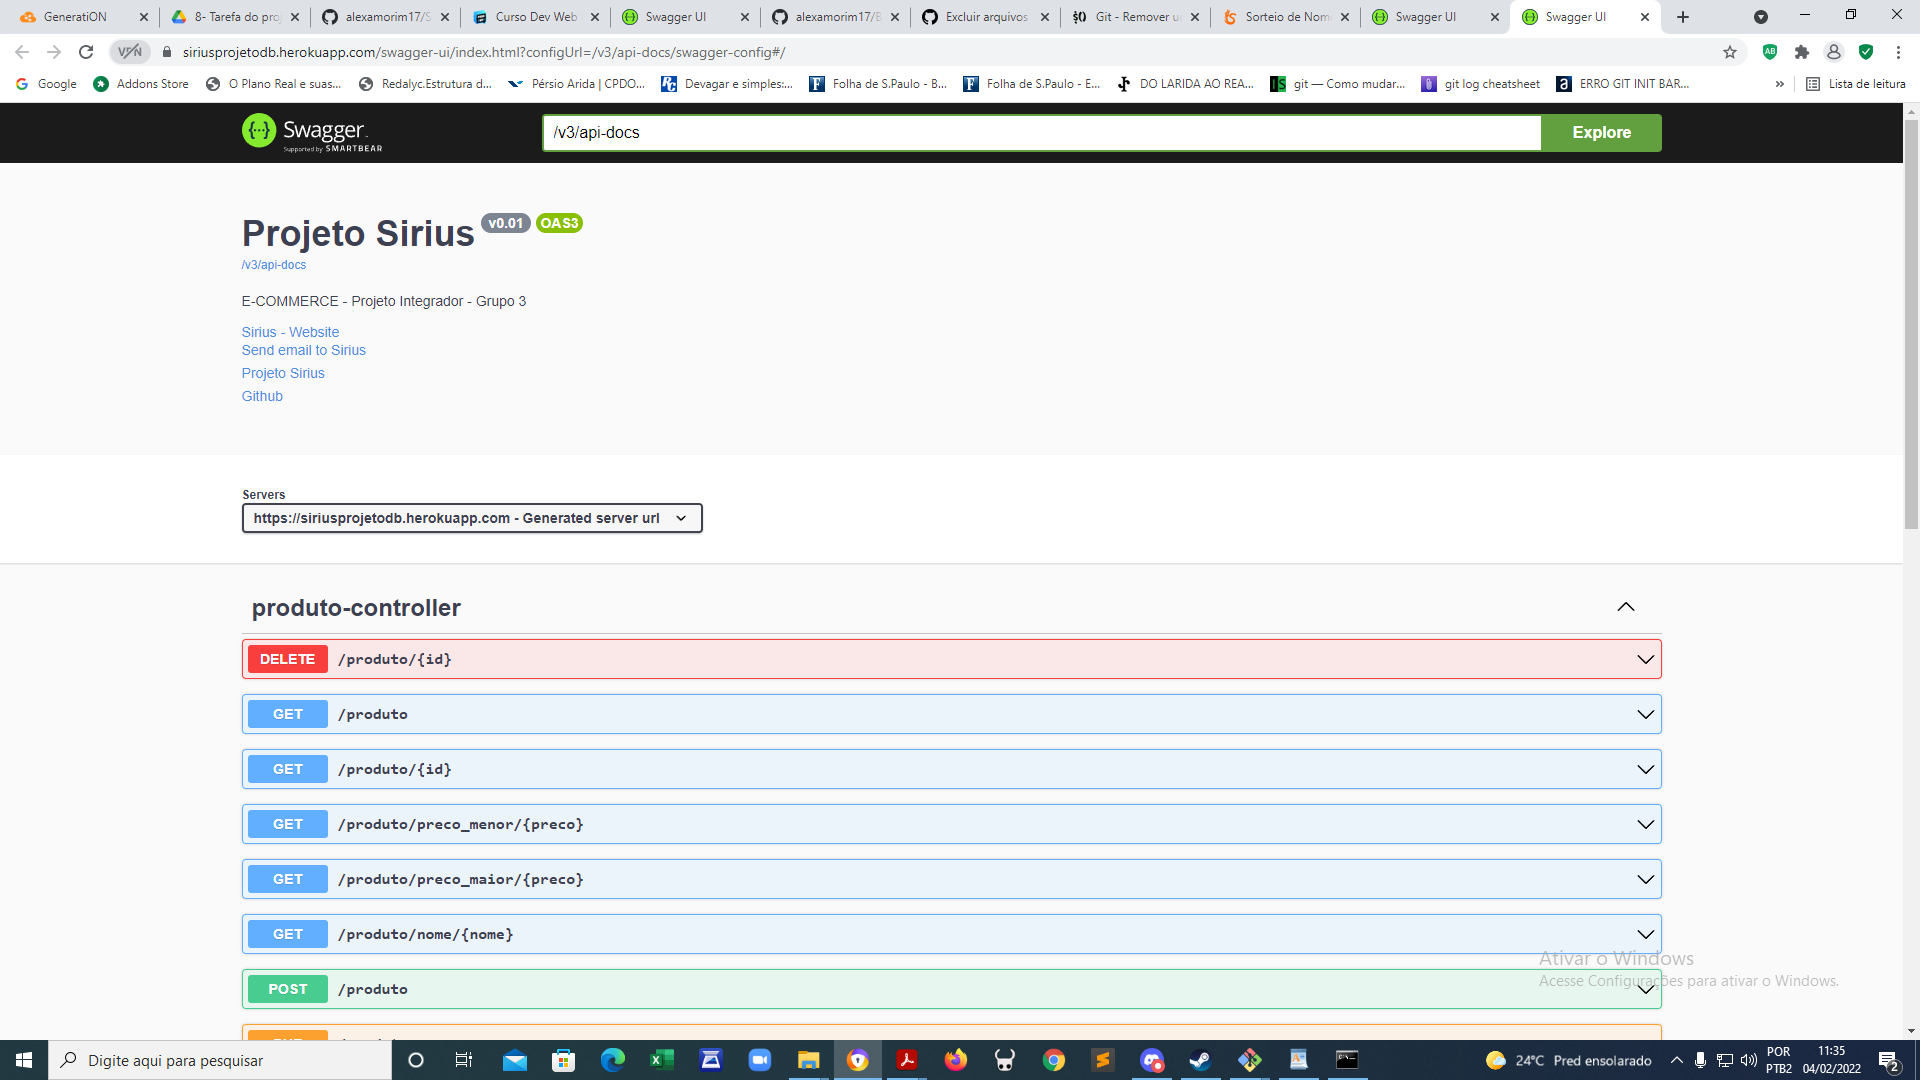 GeneratiON
8- Tarefa do pro
alexamorim17/S
Curso Dev Web
Swagger UI
alexamorim17/E
Excluir arquivos
Git - Remover u
Sorteio de Nom
Swagger UI
Swagger UI
VPN
siriusprojetodb.herokuapp.com/swagger-ui/index.html?configUrl=/v3/api-docs/swagger-config#/
Google
Addons Store
O Plano Real e suas...
Redalyc.Estrutura d...
Pérsio Arida | CPDO...
Devagar e simples:...
Folha de S.Paulo - B...
Folha de S.Paulo - E...
DO LARIDA AO REA...
git — Como mudar...
git log cheatsheet
ERRO GIT INIT BAR...
»
Lista de leitura
Swagger
Supported by SMARTBEAR
/v3/api-docs
Explore
Projeto Sirius v0.01 OAS3
/v3/api-docs
E-COMMERCE - Projeto Integrador - Grupo 3
Sirius - Website
Send email to Sirius
Projeto Sirius
Github
Servers
https://siriusprojetodb.herokuapp.com - Generated server url
produto-controller
DELETE /produto/{id}
GET /produto
GET /produto/{id}
GET /produto/preco_menor/{preco}
GET /produto/preco_maior/{preco}
GET /produto/nome/{nome}
POST /produto
Ativar o Windows
Acesse Configurações para ativar o Windows.
Digite aqui para pesquisar
24°C Pred ensolarado
POR
PTB2
11:35
04/02/2022
2